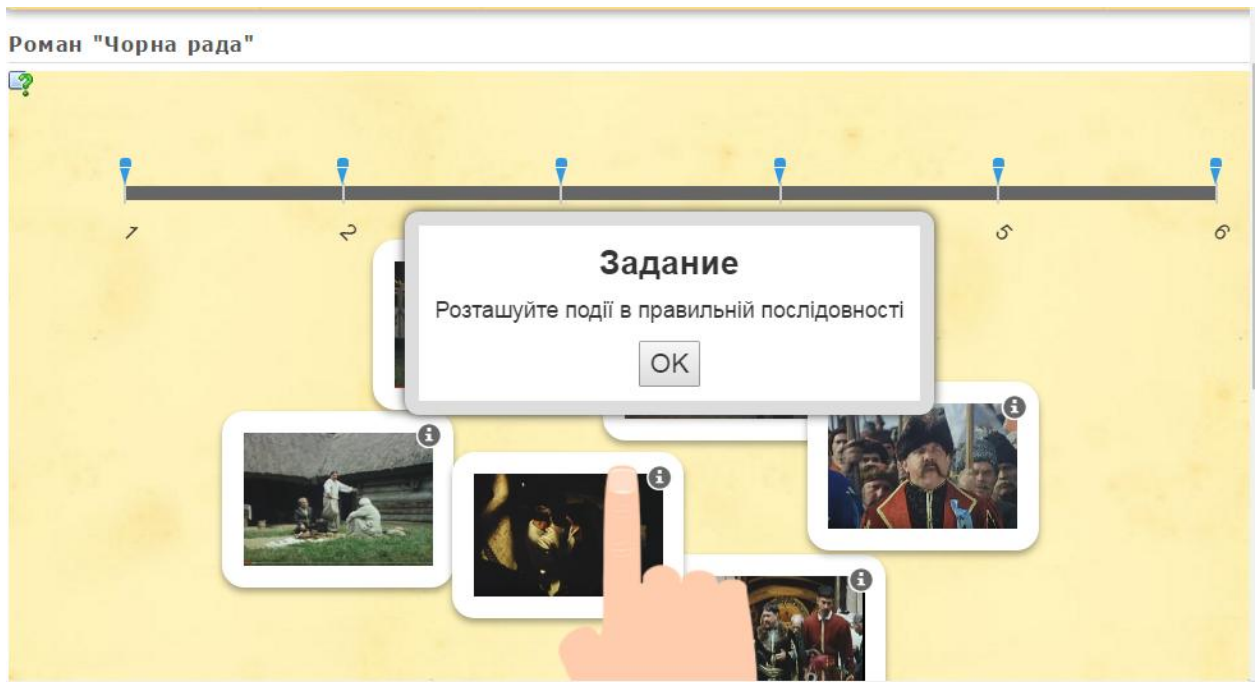 Роман "Чорна рада"
1 2 5 6
Задание
Розташуйте події в правильній послідовності
OK